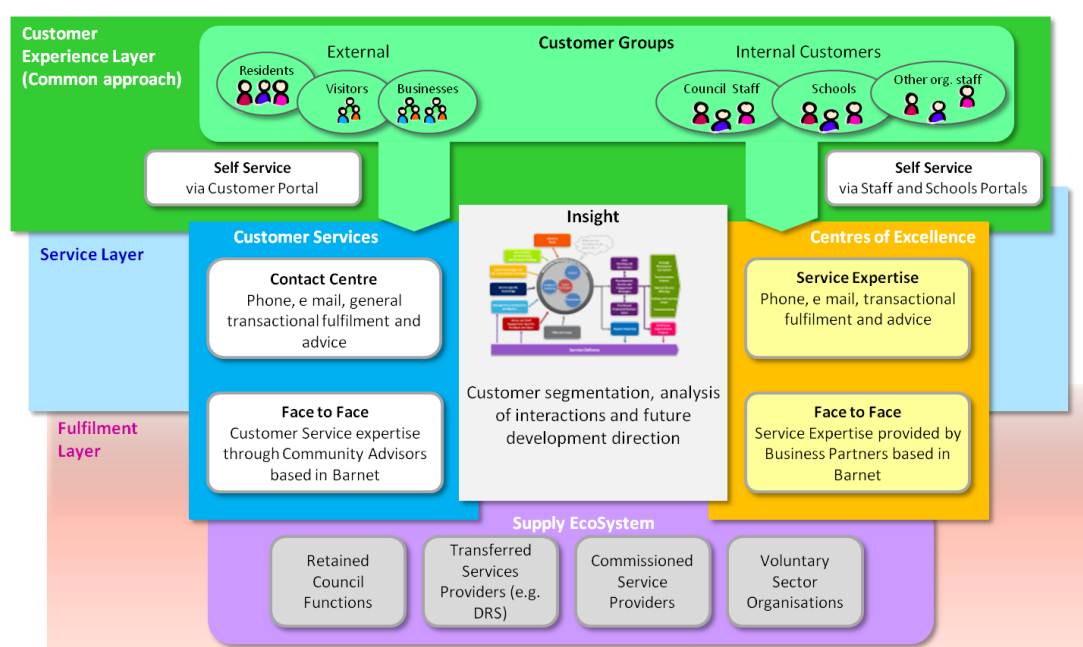 Customer
Experience Layer
(Common approach)
Customer Groups
External
Internal Customers
Residents
Visitors
Businesses
Council Staff
Schools
Other org. staff
Self Service
via Customer Portal
Self Service
via Staff and Schools Portals
Service Layer
Customer Services
Insight
Centres of Excellence
Contact Centre
Phone, e mail, general
transactional fulfilment and
advice
Service Expertise
Phone, e mail, transactional
fulfilment and advice
Service Delivery
Customer segmentation, analysis
of interactions and future
development direction
Face to Face
Customer Service expertise
through Community Advisors
based in Barnet
Face to Face
Service Expertise provided by
Business Partners based in
Barnet
Fulfilment
Layer
Supply EcoSystem
Retained
Council
Functions
Transferred
Services
Providers (e.g.
DRS)
Commissioned
Service
Providers
Voluntary
Sector
Organisations